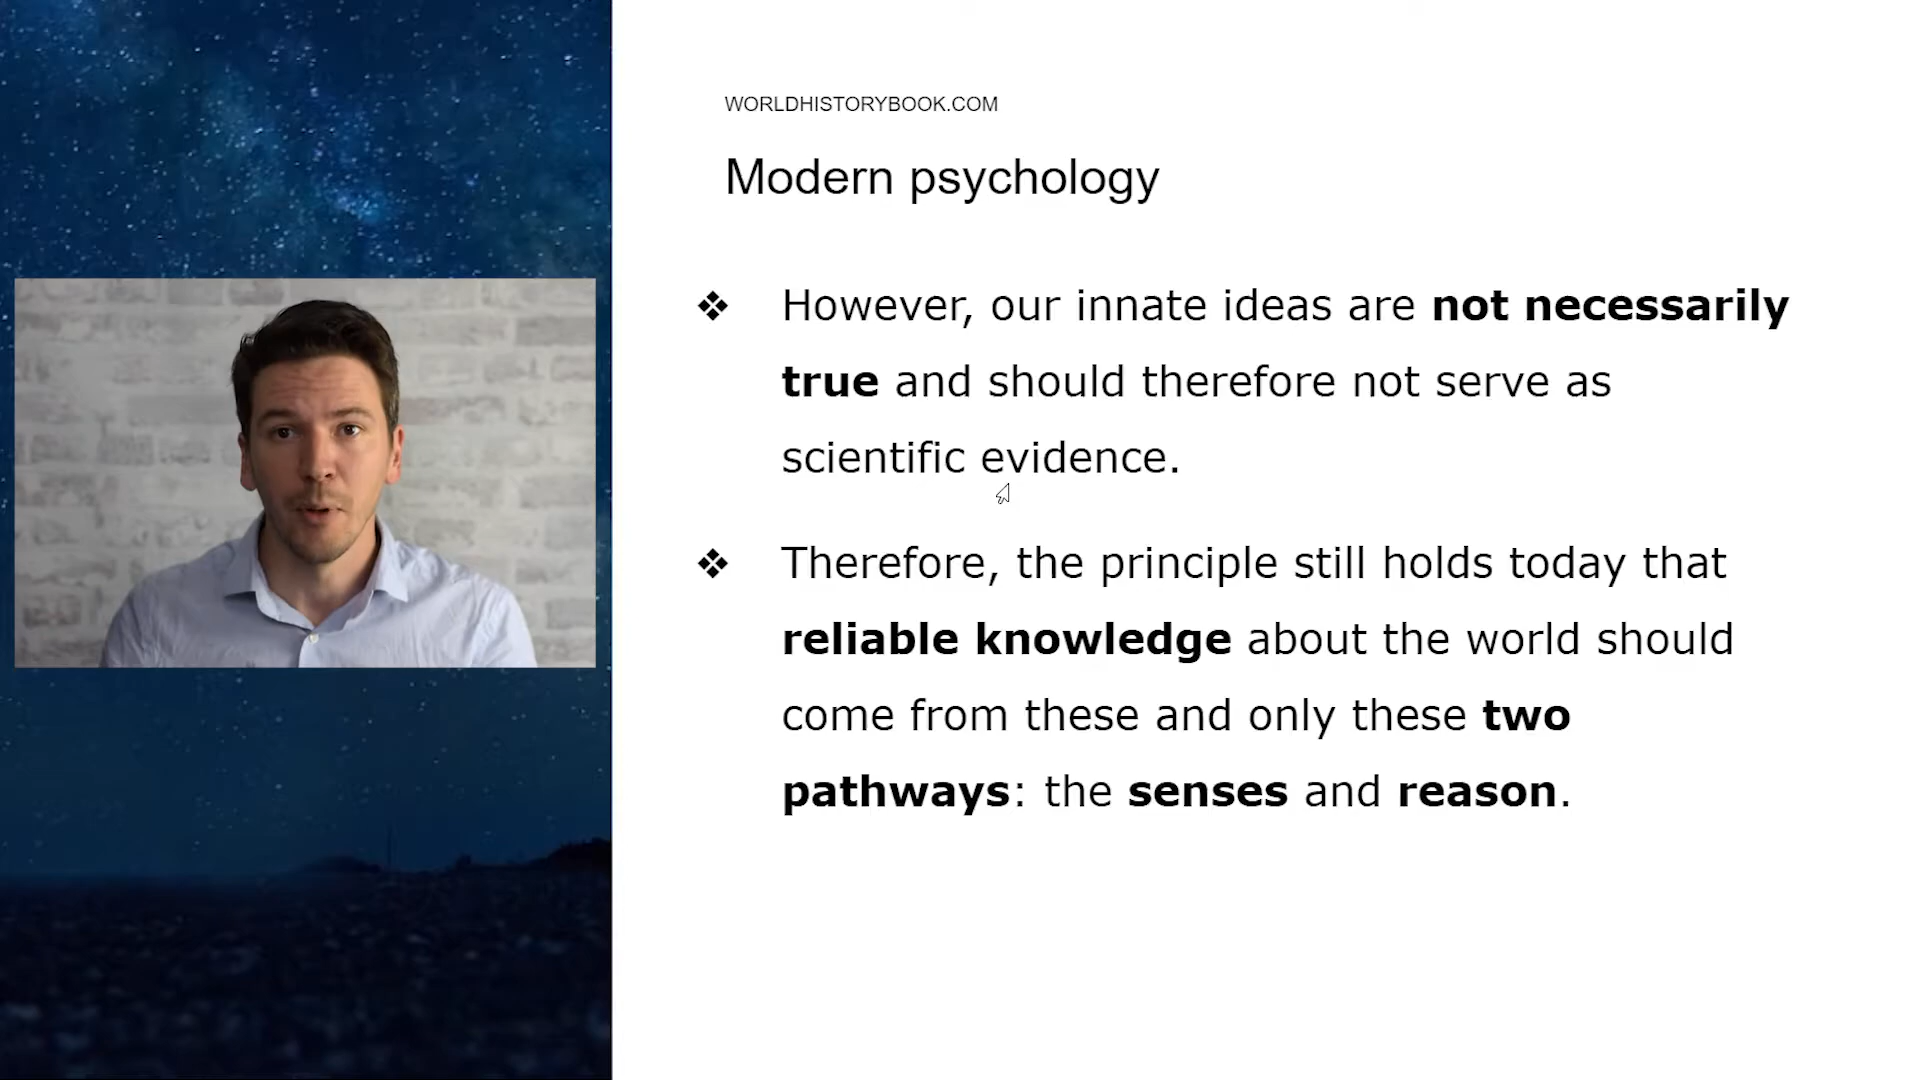 WORLDHISTORYBOOK.COM
Modern psychology
❖ However, our innate ideas are not necessarily
true and should therefore not serve as
scientific evidence.
❖ Therefore, the principle still holds today that
reliable knowledge about the world should
come from these and only these two
pathways: the senses and reason.